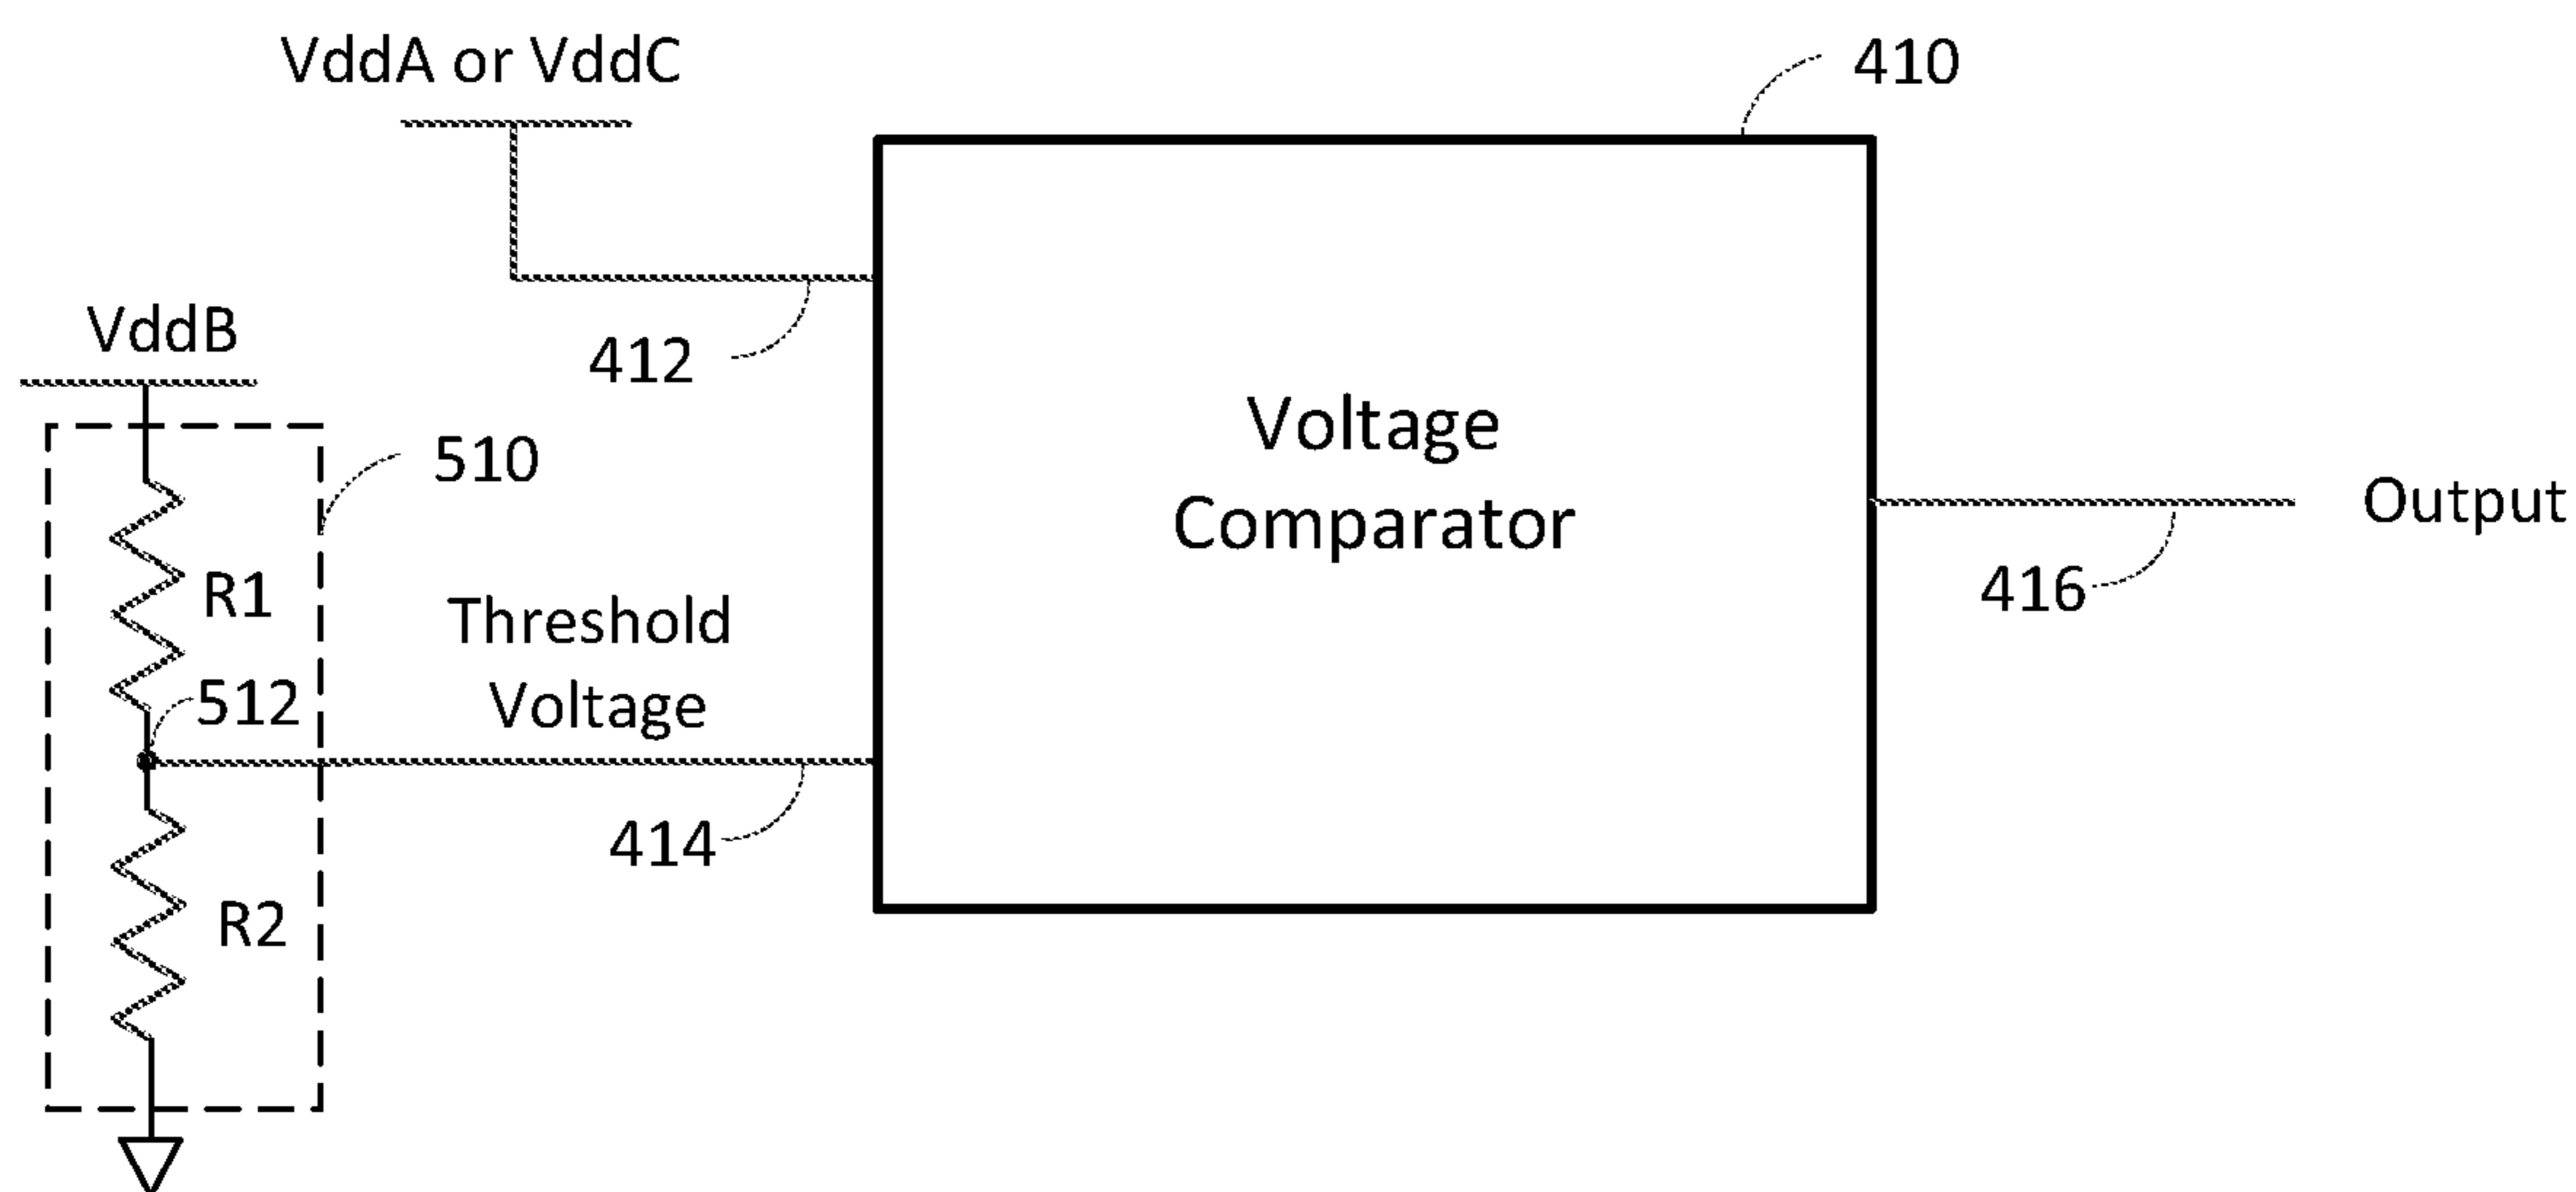 VddA or VddC
410
412
VddB
510
Voltage
Comparator
Output
416
R1
Threshold
Voltage
512
414
R2